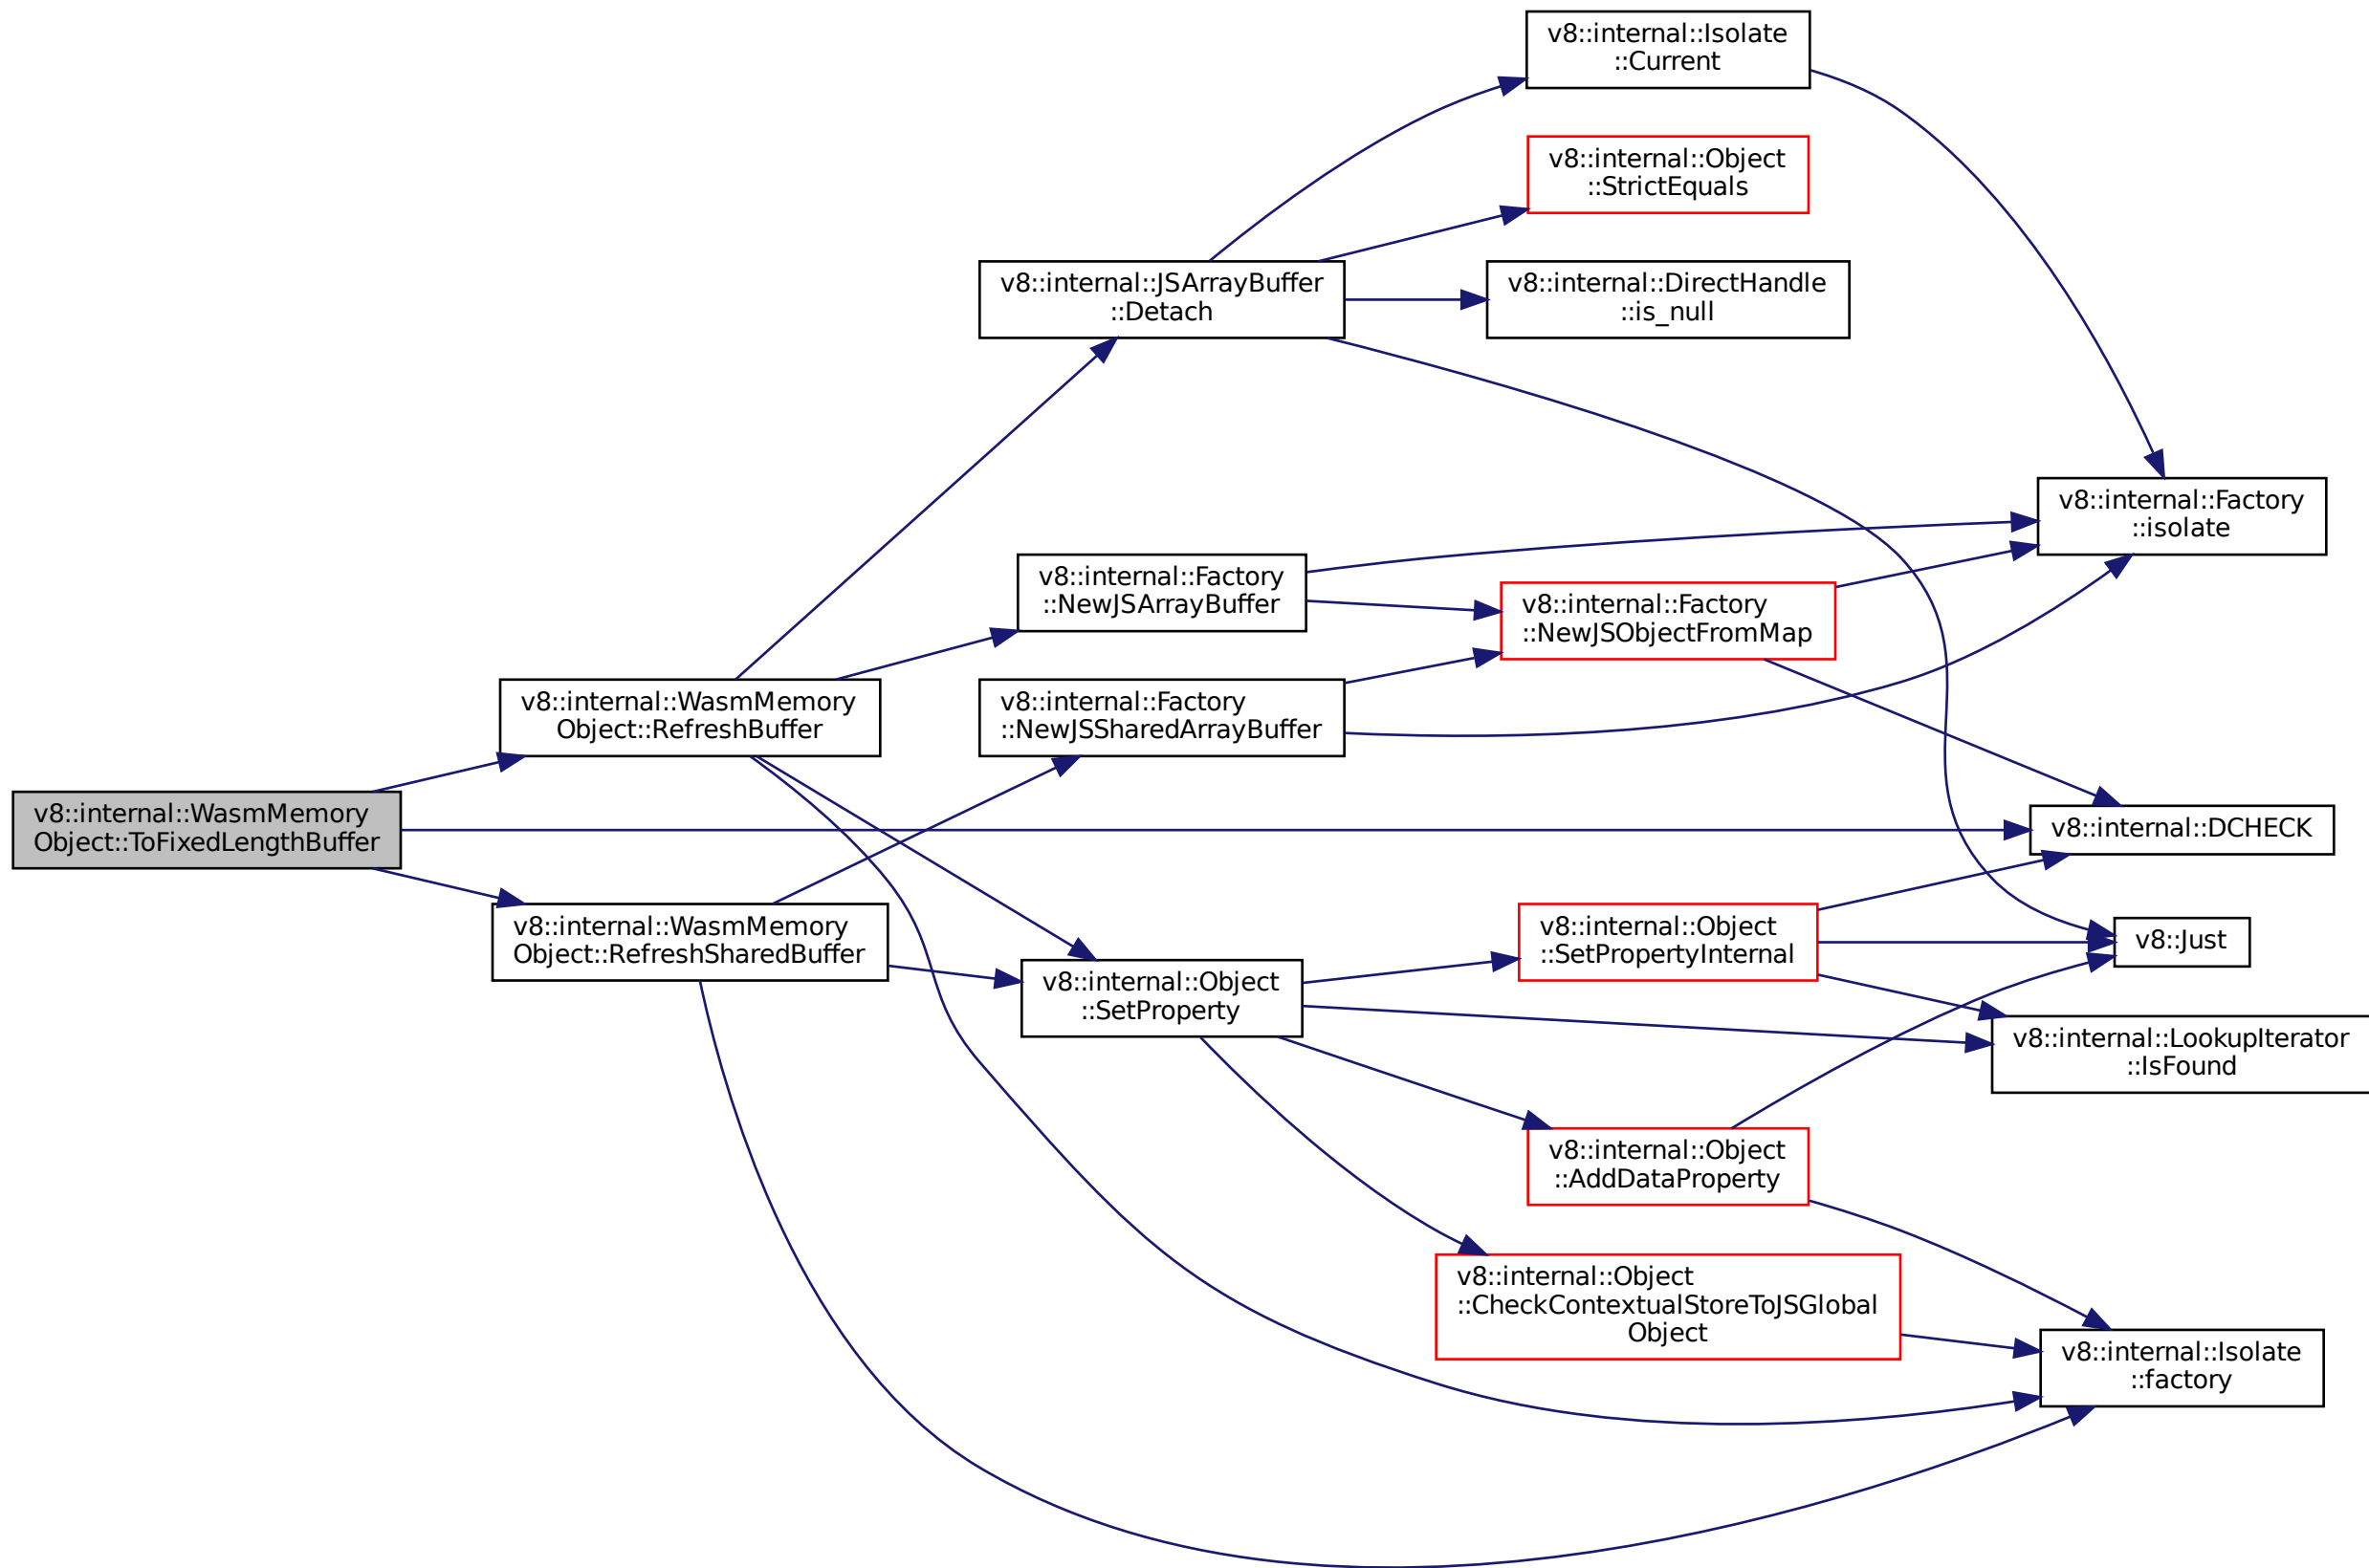 v8::internal::Isolate
::Current
v8::internal::Object
::StrictEquals
v8::internal::JSArrayBuffer
::Detach
v8::internal::DirectHandle
::is_null
v8::internal::Factory
::isolate
v8::internal::Factory
::NewJSArrayBuffer
v8::internal::Factory
::NewJSObjectFromMap
v8::internal::WasmMemory
Object::RefreshBuffer
v8::internal::Factory
::NewJSSharedArrayBuffer
v8::internal::WasmMemory
Object::ToFixedLengthBuffer
v8::internal::DCHECK
v8::internal::WasmMemory
Object::RefreshSharedBuffer
v8::internal::Object
::SetPropertyInternal
v8::Just
v8::internal::Object
::SetProperty
v8::internal::LookupIterator
::IsFound
v8::internal::Object
::AddDataProperty
v8::internal::Object
::CheckContextualStoreToJSGlobal
Object
v8::internal::Isolate
::factory